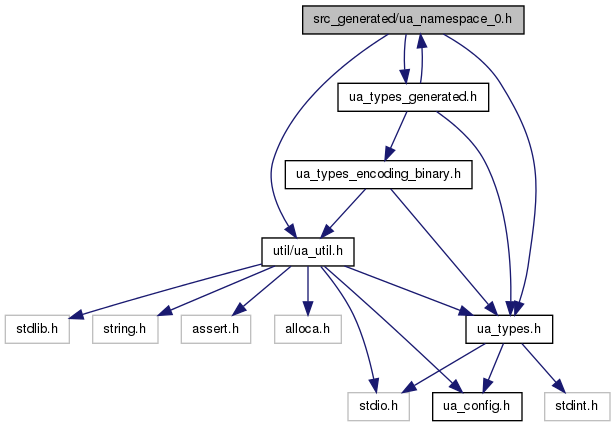 src_generated/ua_namespace_0.h
ua_types_generated.h
ua_types_encoding_binary.h
util/ua_util.h
stdlib.h
string.h
assert.h
alloca.h
ua_types.h
stdio.h
ua_config.h
stdint.h